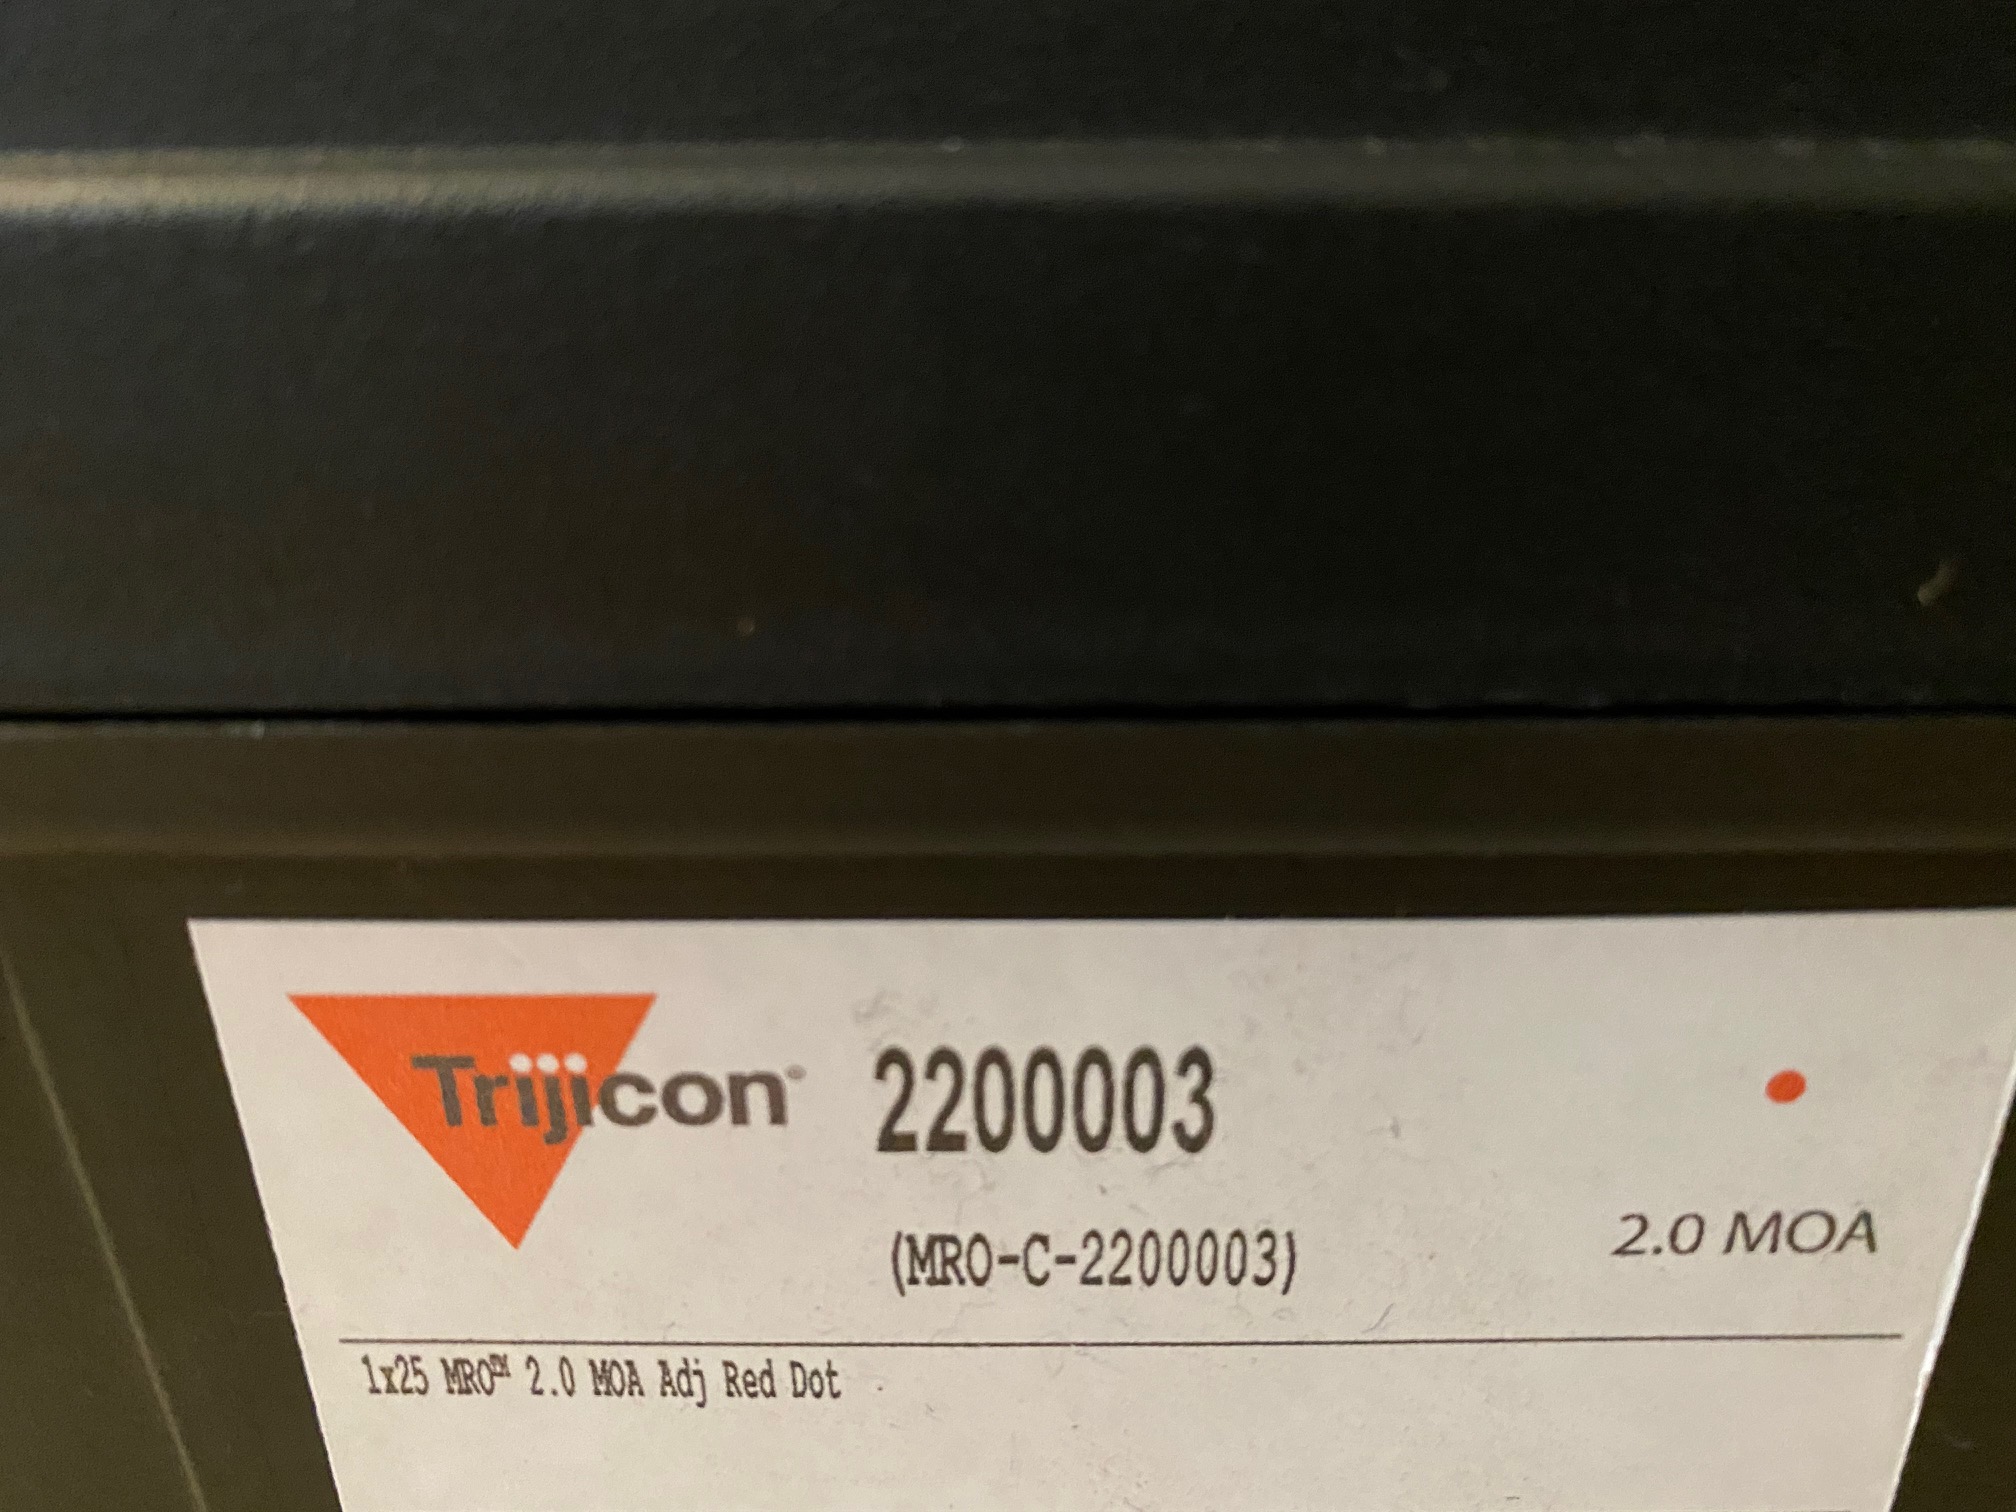 Trijicon® 2200003
(MRO-C-2200003)
2.0 MOA
1x25 MRO™ 2.0 MOA Adj Red Dot